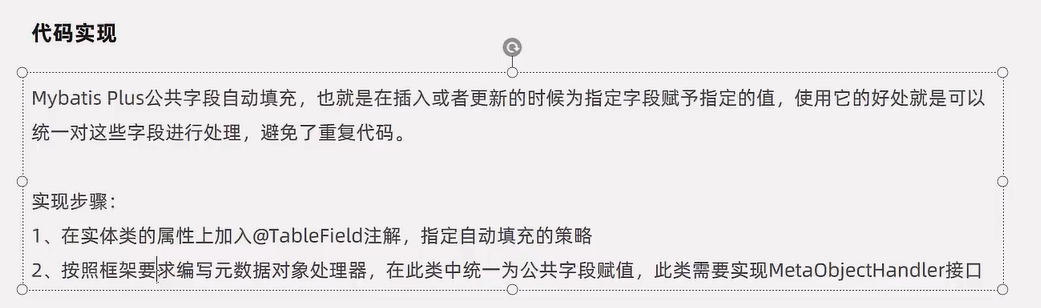 代码实现
Mybatis Plus公共字段自动填充，也就是在插入或者更新的时候为指定字段赋予指定的值，使用它的好处就是可以
统一对这些字段进行处理，避免了重复代码。
实现步骤：
1、在实体类的属性上加入@TableField注解，指定自动填充的策略
2、按照框架要求编写元数据对象处理器，在此类中统一为公共字段赋值，此类需要实现MetaObjectHandler接口